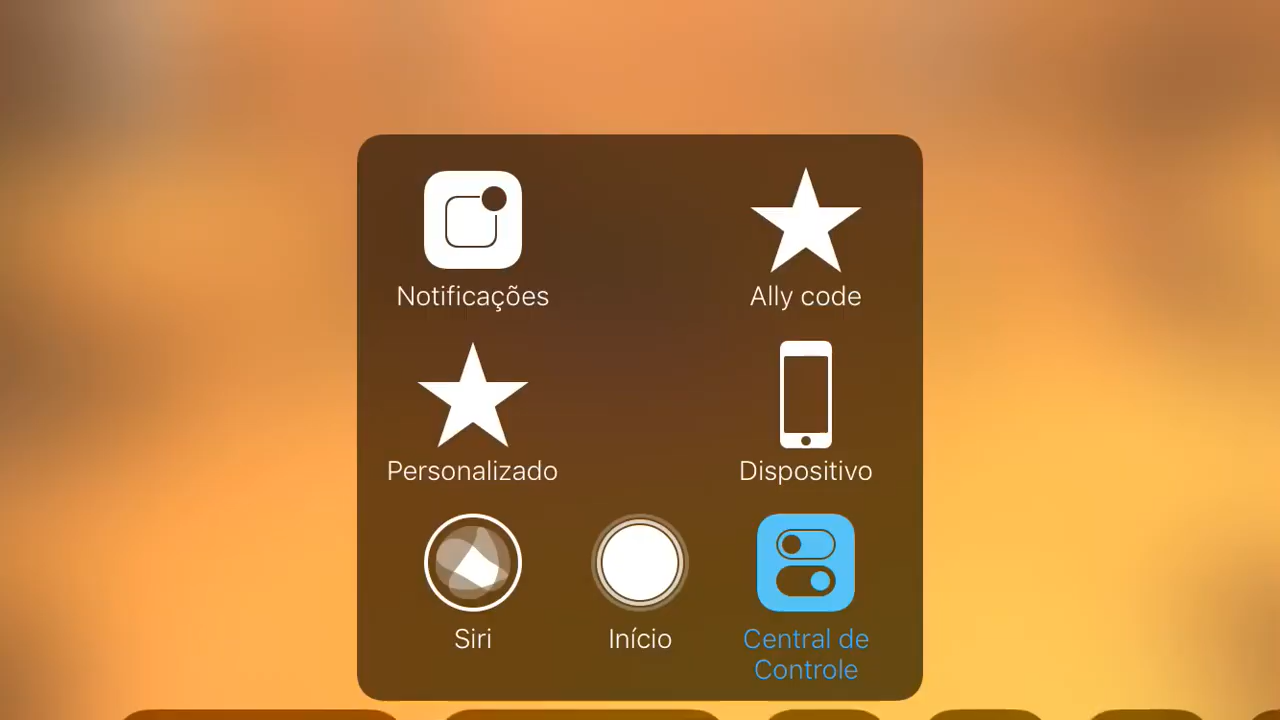 Notificações
Ally code
Personalizado
Dispositivo
Siri
Início
Central de
Controle